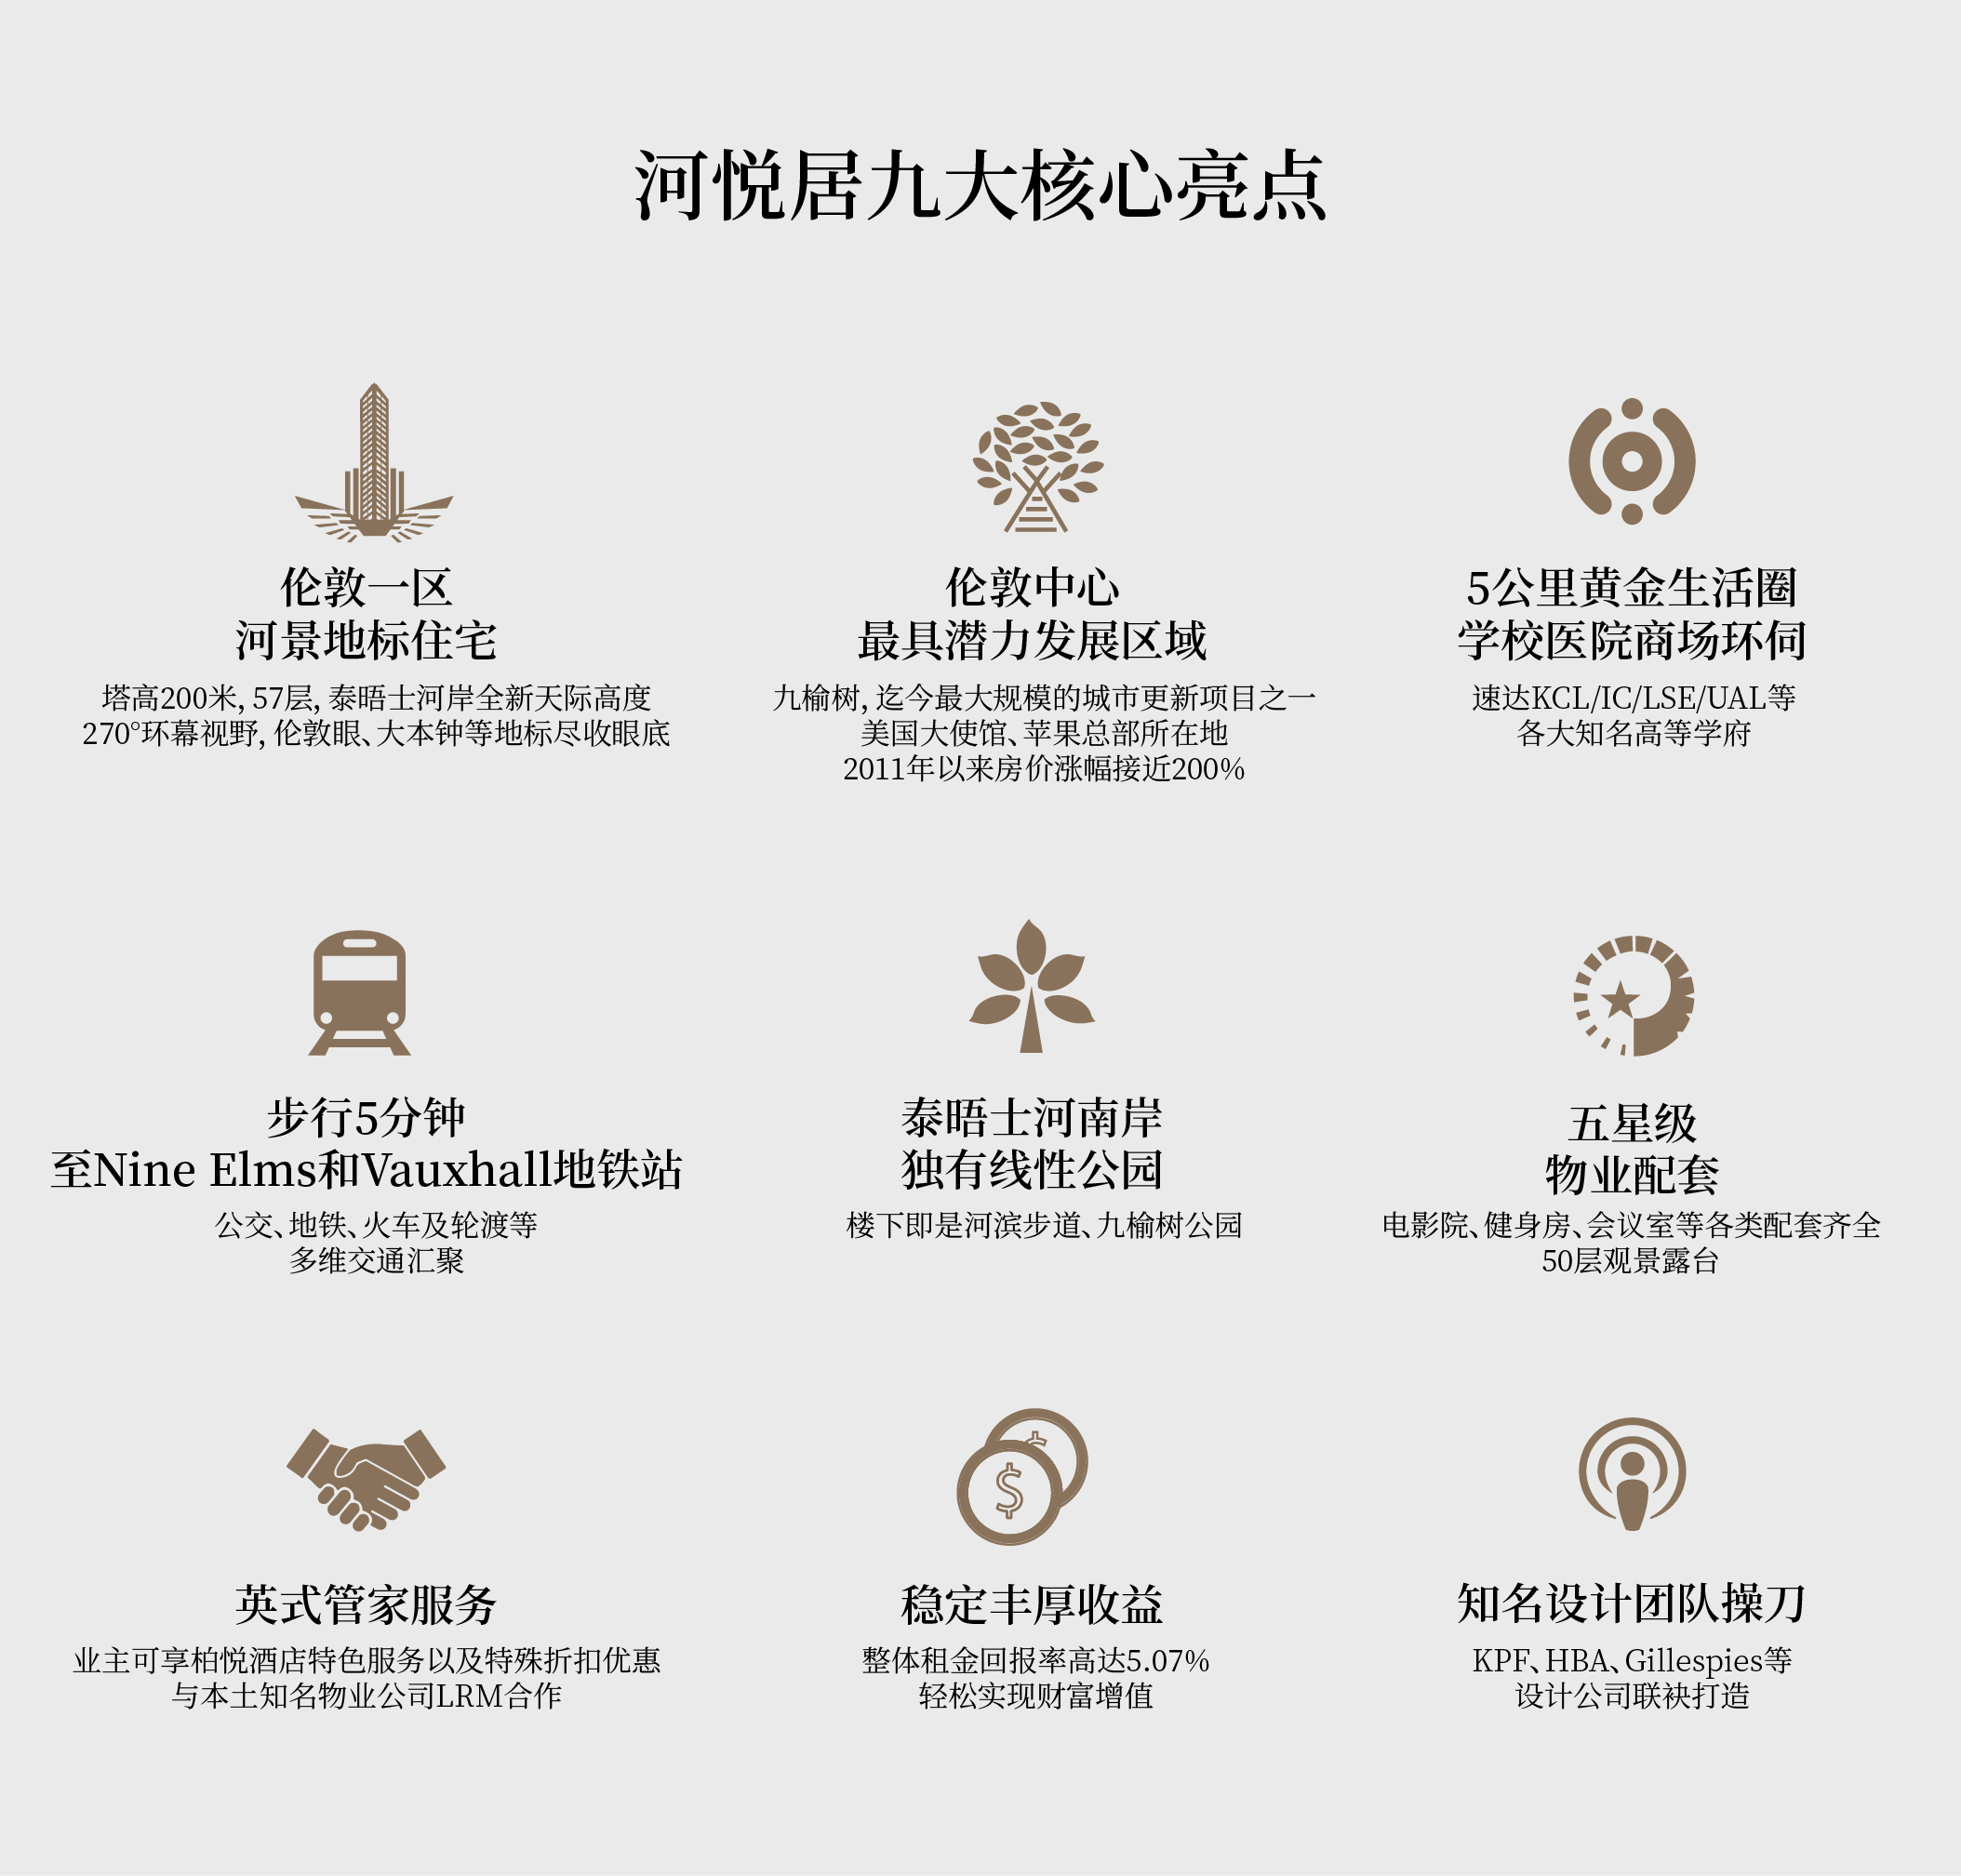 河悦居九大核心亮点
伦敦一区
河景地标住宅
塔高200米，57层，泰晤士河岸全新天际高度
270°环幕视野，伦敦眼、大本钟等地标尽收眼底
伦敦中心
最具潜力发展区域
九榆树，迄今最大规模的城市更新项目之一
美国大使馆、苹果总部所在地
2011年以来房价涨幅接近200%
5公里黄金生活圈
学校医院商场环伺
速达KCL/IC/LSE/UAL等
各大知名高等学府
步行5分钟
至Nine Elms和Vauxhall地铁站
公交、地铁、火车及轮渡等
多维交通汇聚
泰晤士河南岸
独有线性公园
楼下即是河滨步道、九榆树公园
五星级
物业配套
电影院、健身房、会议室等各类配套齐全
50层观景露台
英式管家服务
业主可享柏悦酒店特色服务以及特殊折扣优惠
与本土知名物业公司LRM合作
稳定丰厚收益
整体租金回报率高达5.07%
轻松实现财富增值
知名设计团队操刀
KPF、HBA、Gillespies等
设计公司联袂打造